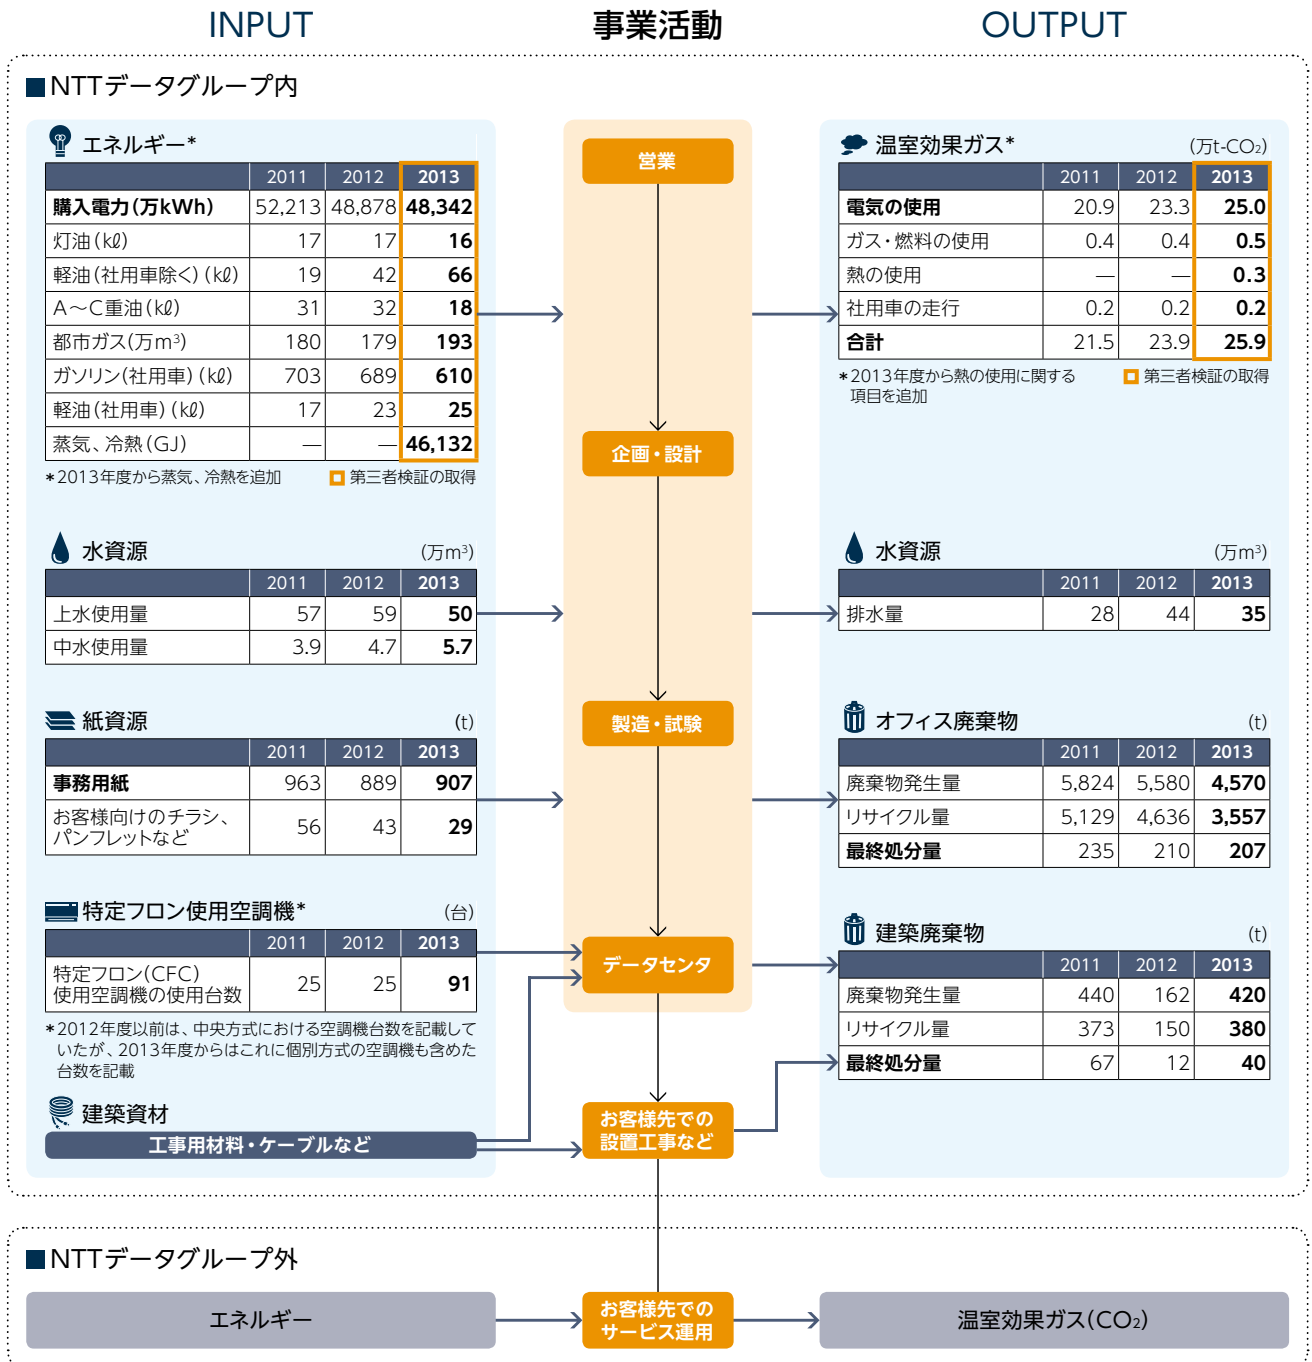 INPUT
事業活動
OUTPUT
■NTTデータグループ内
エネルギー*
2011 2012 2013
購入電力(万kWh) 52,213 48,878 48,342
灯油(kℓ) 17 17 16
軽油(社用車除く)(kℓ) 19 42 66
A〜C重油(kℓ) 31 32 18
都市ガス(万m³) 180 179 193
ガソリン(社用車)(kℓ) 703 689 610
軽油(社用車)(kℓ) 17 23 25
蒸気、冷熱(GJ) — — 46,132
*2013年度から蒸気、冷熱を追加
第三者検証の取得
水資源 (万m³)
2011 2012 2013
上水使用量 57 59 50
中水使用量 3.9 4.7 5.7
紙資源 (t)
2011 2012 2013
事務用紙 963 889 907
お客様向けのチラシ、
パンフレットなど 56 43 29
特定フロン使用空調機* (台)
2011 2012 2013
特定フロン(CFC)
使用空調機の使用台数 25 25 91
*2012年度以前は、中央方式における空調機台数を記載して
いたが、2013年度からはこれに個別方式の空調機も含めた
台数を記載
建築資材
工事用材料・ケーブルなど
営業
企画・設計
製造・試験
データセンタ
お客様先での
設置工事など
温室効果ガス* (万t-CO₂)
2011 2012 2013
電気の使用 20.9 23.3 25.0
ガス・燃料の使用 0.4 0.4 0.5
熱の使用 — — 0.3
社用車の走行 0.2 0.2 0.2
合計 21.5 23.9 25.9
*2013年度から熱の使用に関する
項目を追加
第三者検証の取得
水資源 (万m³)
2011 2012 2013
排水量 28 44 35
オフィス廃棄物 (t)
2011 2012 2013
廃棄物発生量 5,824 5,580 4,570
リサイクル量 5,129 4,636 3,557
最終処分量 235 210 207
建築廃棄物 (t)
2011 2012 2013
廃棄物発生量 440 162 420
リサイクル量 373 150 380
最終処分量 67 12 40
■NTTデータグループ外
エネルギー
お客様先での
サービス運用
温室効果ガス(CO₂)